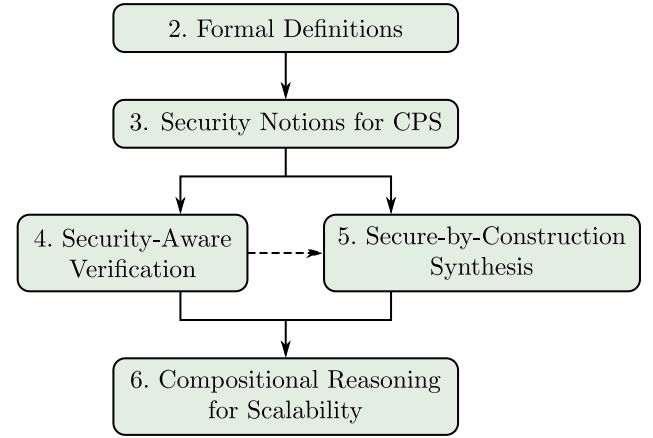 2. Formal Definitions
3. Security Notions for CPS
4. Security-Aware
Verification
5. Secure-by-Construction
Synthesis
6. Compositional Reasoning
for Scalability